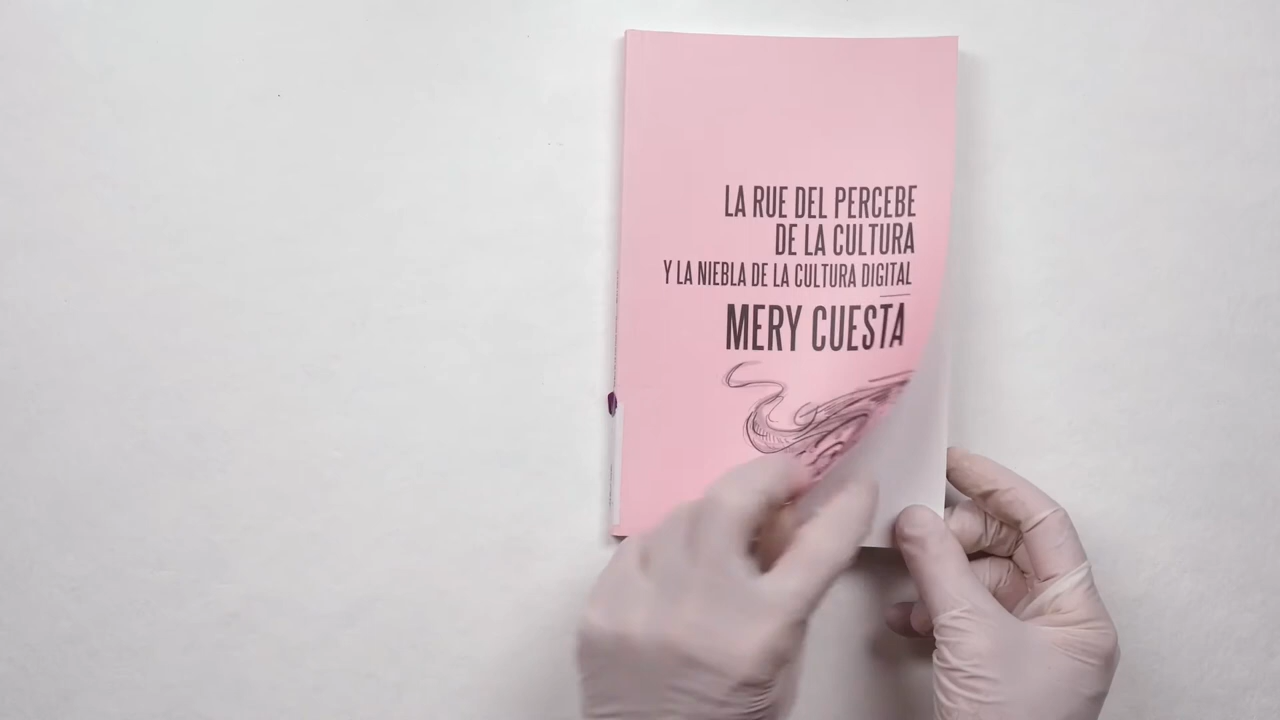 LA RUE DEL PERCEBE
DE LA CULTURA
Y LA NIEBLA DE LA CULTURA DIGITAL
MERY CUESTA